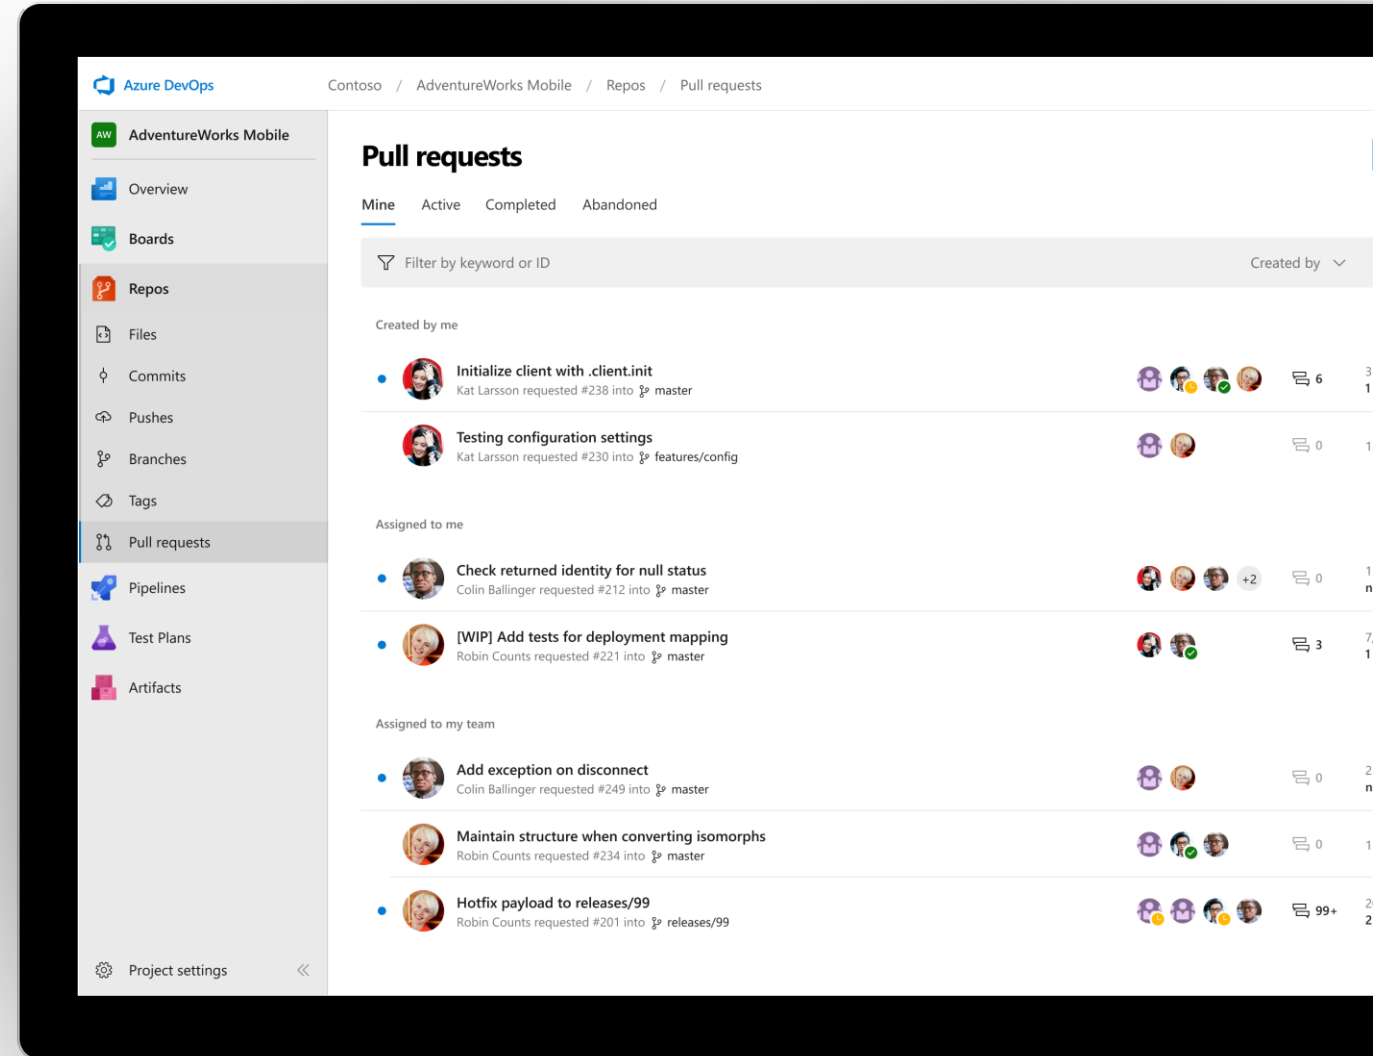 Azure DevOps
Contoso / AdventureWorks Mobile / Repos / Pull requests
AW AdventureWorks Mobile
Overview
Boards
Repos
Files
Commits
Pushes
Branches
Tags
Pull requests
Pipelines
Test Plans
Artifacts
Project settings
Pull requests
Mine Active Completed Abandoned
Filter by keyword or ID Created by
Created by me
Initialize client with .client.init
Kat Larsson requested #238 into master
6
Testing configuration settings
Kat Larsson requested #230 into features/config
0
Assigned to me
Check returned identity for null status
Colin Ballinger requested #212 into master
+2 0
[WIP] Add tests for deployment mapping
Robin Counts requested #221 into master
3
Assigned to my team
Add exception on disconnect
Colin Ballinger requested #249 into master
0
Maintain structure when converting isomorphs
Robin Counts requested #234 into master
0
Hotfix payload to releases/99
Robin Counts requested #201 into releases/99
99+